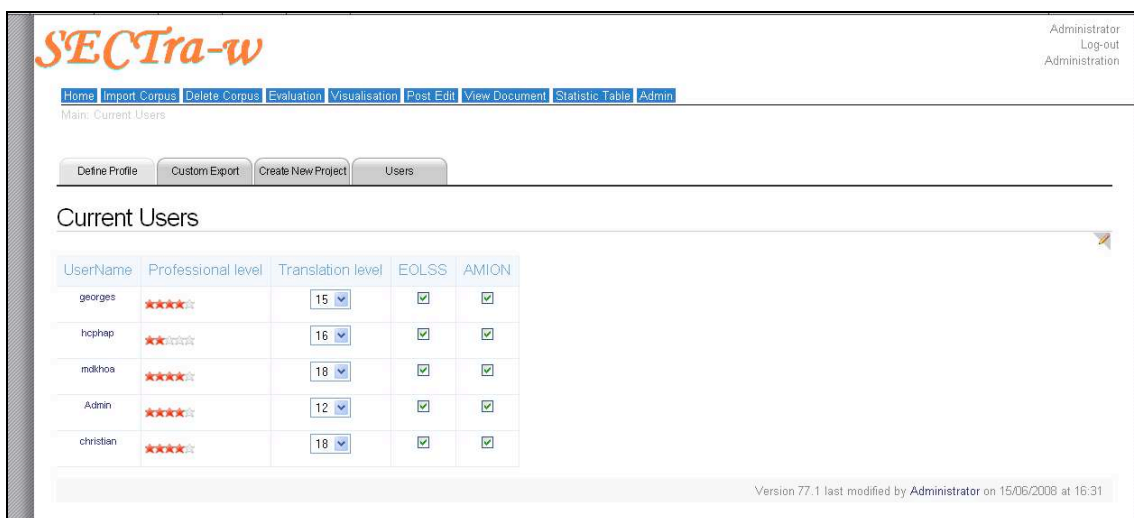 SECTra-w
Administrator
Log-out
Administration
Home Import Corpus Delete Corpus Evaluation Visualisation Post Edit View Document Statistic Table Admin
Main: Current Users
Define Profile Custom Export Create New Project Users
Current Users
UserName Professional level Translation level EOLSS AMION
georges 15
hcphap 16
mdkhoa 18
Admin 12
christian 18
Version 77.1 last modified by Administrator on 15/06/2008 at 16:31